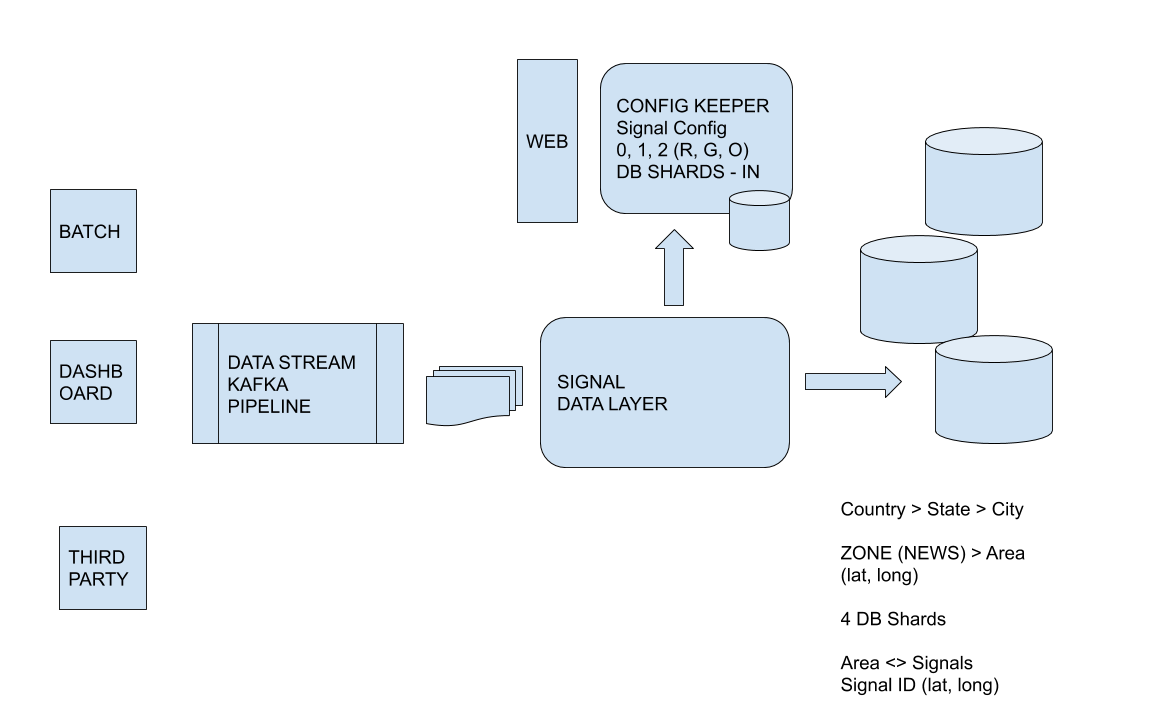 WEB
CONFIG KEEPER
Signal Config
0, 1, 2 (R, G, O)
DB SHARDS - IN
BATCH
DASHB
OARD
DATA STREAM
KAFKA
PIPELINE
SIGNAL
DATA LAYER
THIRD
PARTY
Country > State > City
ZONE (NEWS) > Area
(lat, long)
4 DB Shards
Area <> Signals
Signal ID (lat, long)